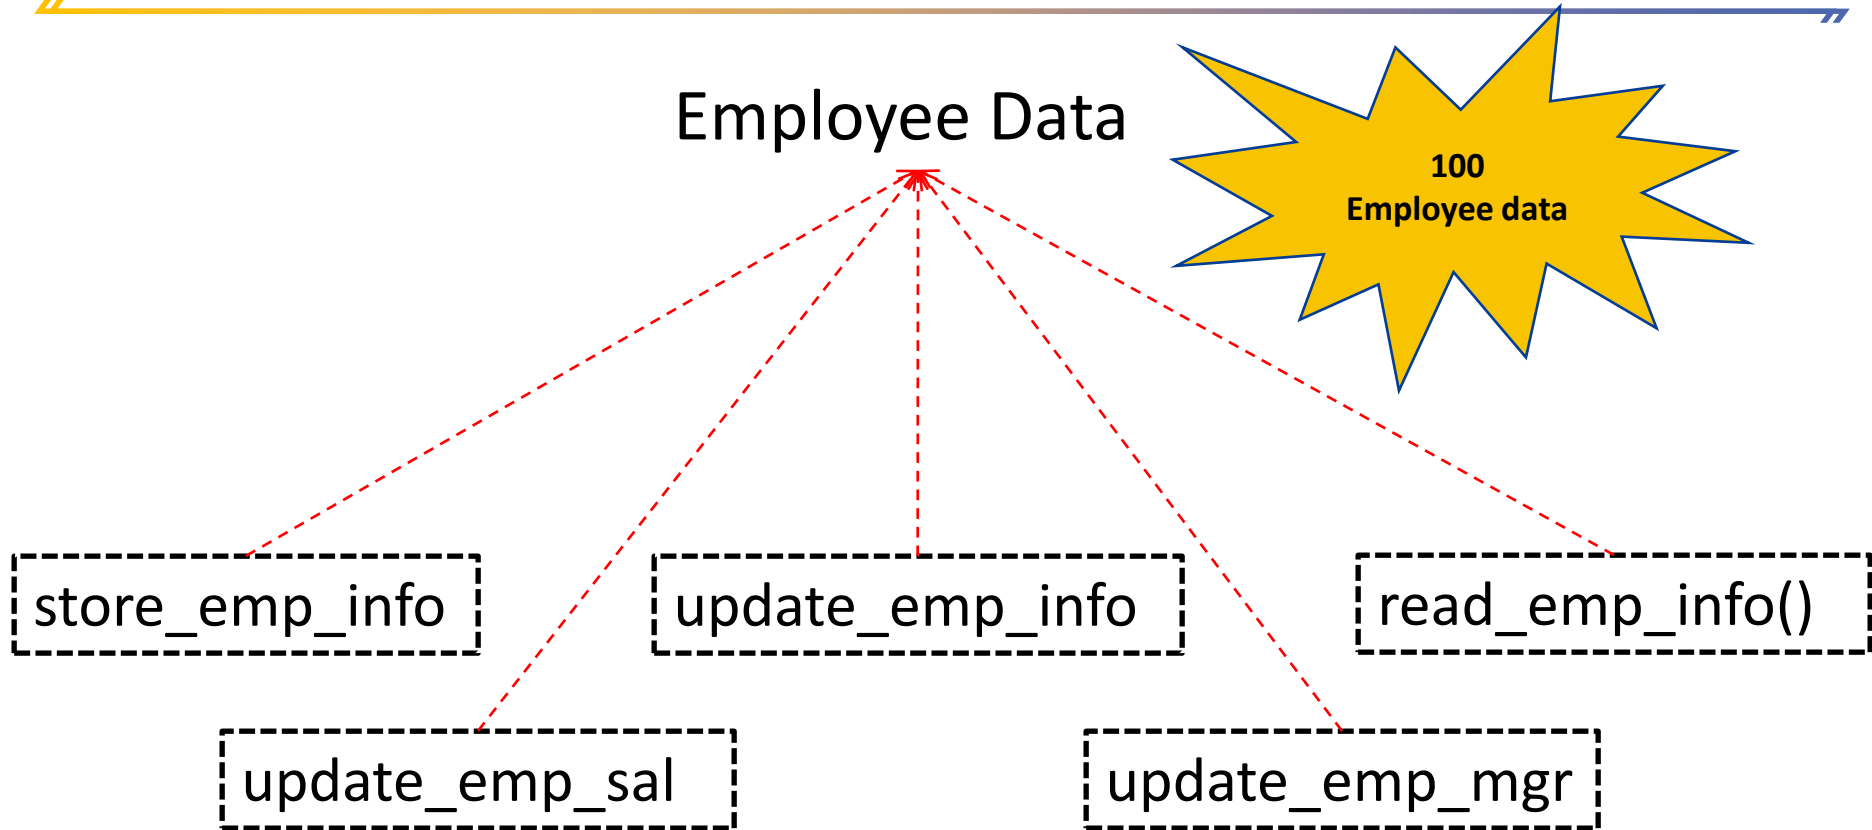 Employee Data
100
Employee data
store_emp_info
update_emp_info
read_emp_info()
update_emp_sal
update_emp_mgr